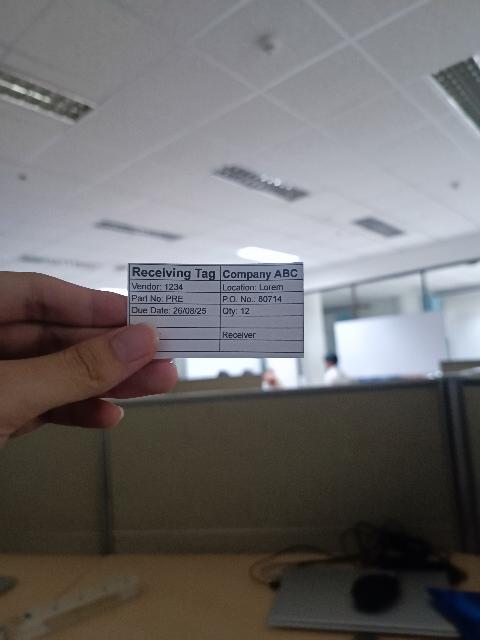 Receiving Tag Company ABC
Vendor: 1234 Location: Lorem
Part No: PRE P.O. No.: 80714
Due Date: 26/08/25 Qty: 12
Receiver